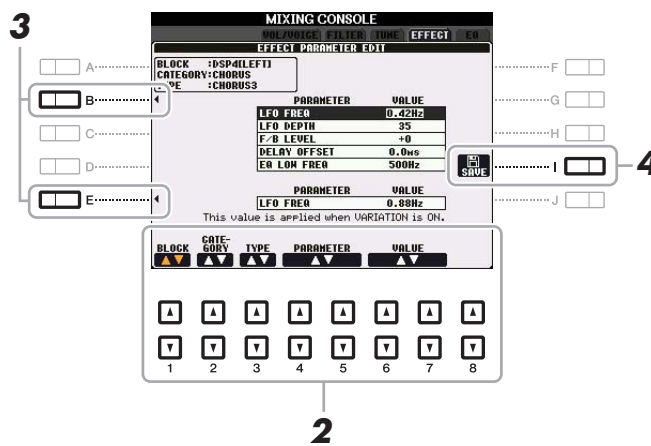 MIXING CONSOLE
VOL/VOICE FILTER TUNE EFFECT EQ
EFFECT PARAMETER EDIT
3
BLOCK :DSP4[LEFT]
CATEGORY:CHORUS
TYPE :CHORUS3
A
B
C
D
E
F
G
H
I
J
4
PARAMETER VALUE
LFO FREQ 0.42Hz
LFO DEPTH 35
F/B LEVEL +0
DELAY OFFSET 0.0ms
EQ LOW FREQ 500Hz
SAVE
PARAMETER VALUE
LFO FREQ 0.88Hz
This value is applied when VARIATION is ON.
BLOCK CATE-GORY TYPE PARAMETER VALUE
1 2 3 4 5 6 7 8
2